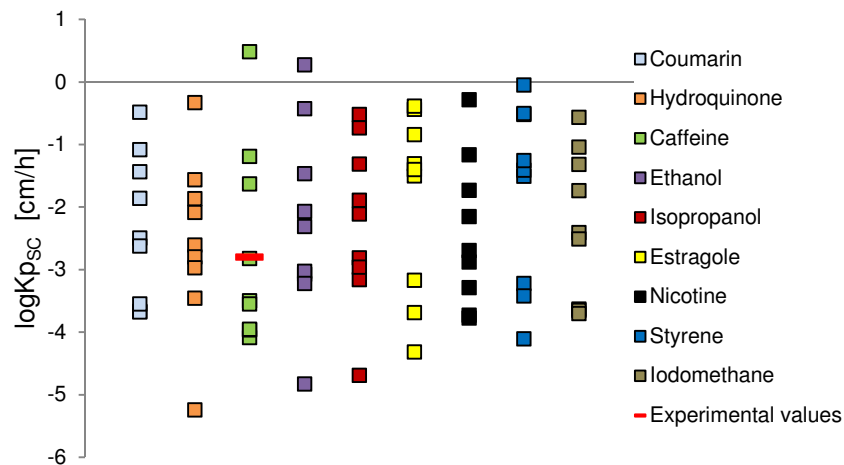 1
0
-1
-2
-3
-4
-5
-6
logKpSC [cm/h]
Coumarin
Hydroquinone
Caffeine
Ethanol
Isopropanol
Estragole
Nicotine
Styrene
Iodomethane
Experimental values